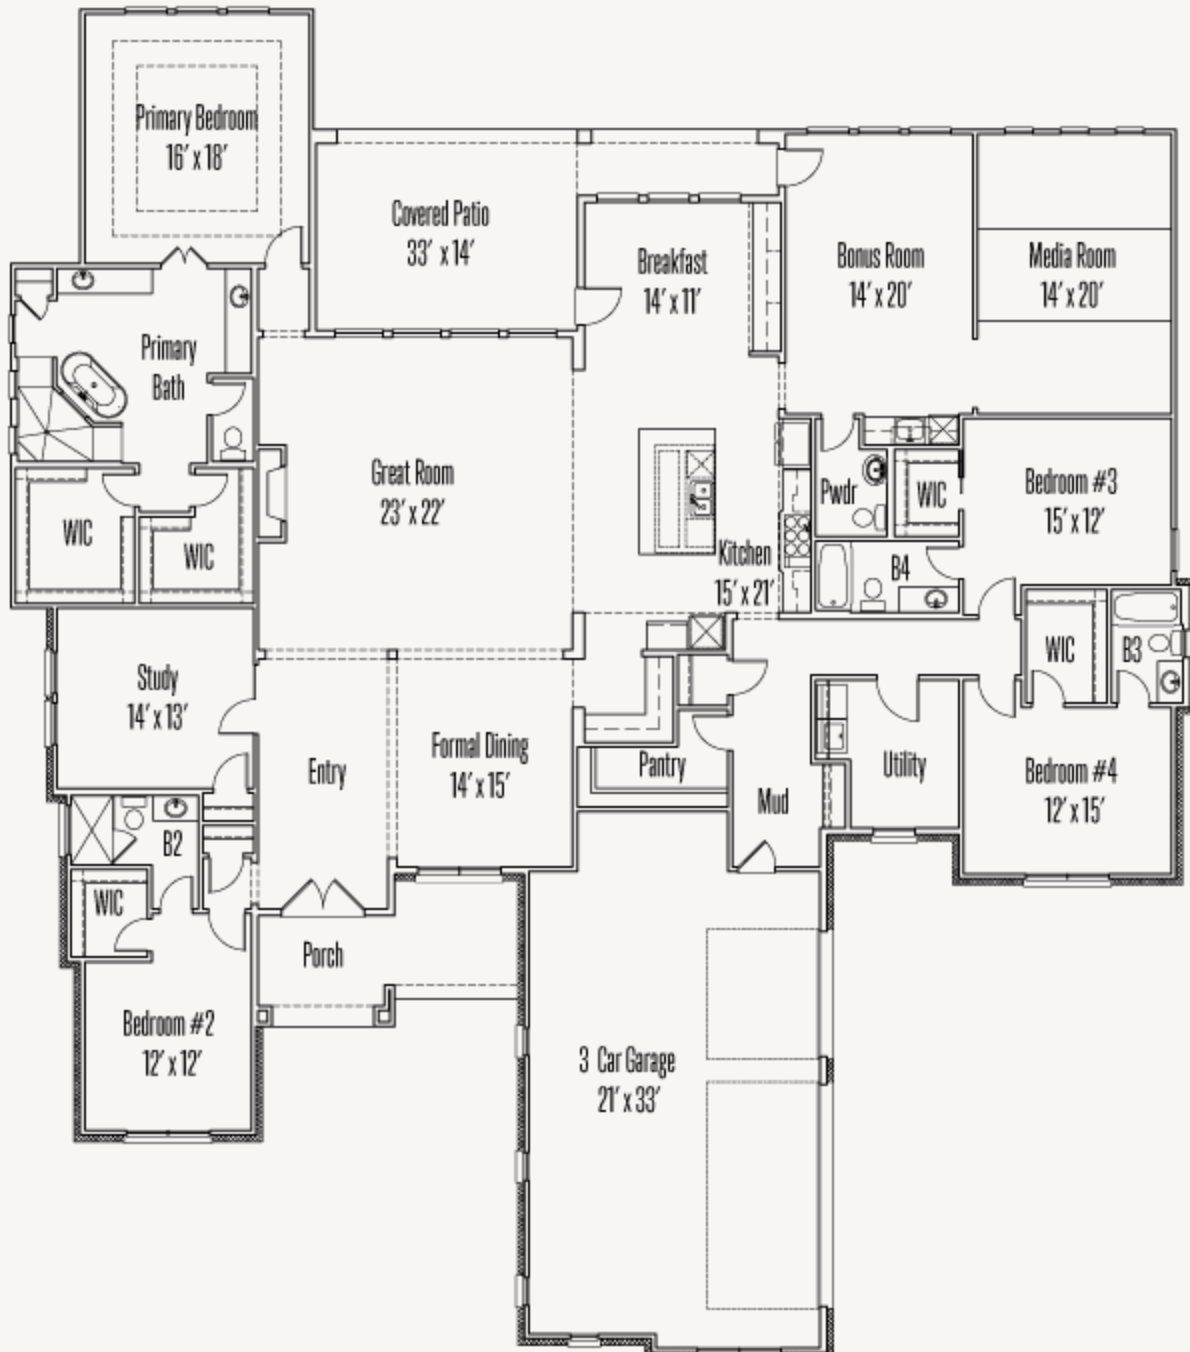 Primary Bedroom
16' x 18'
Covered Patio
33' x 14'
Breakfast
14' x 11'
Bonus Room
14' x 20'
Media Room
14' x 20'
Primary
Bath
Great Room
23' x 22'
WIC
WIC
Kitchen
15' x 21'
Pwdr
WIC
Bedroom #3
15' x 12'
B4
WIC
B3
Study
14' x 13'
Entry
Formal Dining
14' x 15'
Pantry
Mud
Utility
Bedroom #4
12' x 15'
B2
WIC
Porch
Bedroom #2
12' x 12'
3 Car Garage
21' x 33'